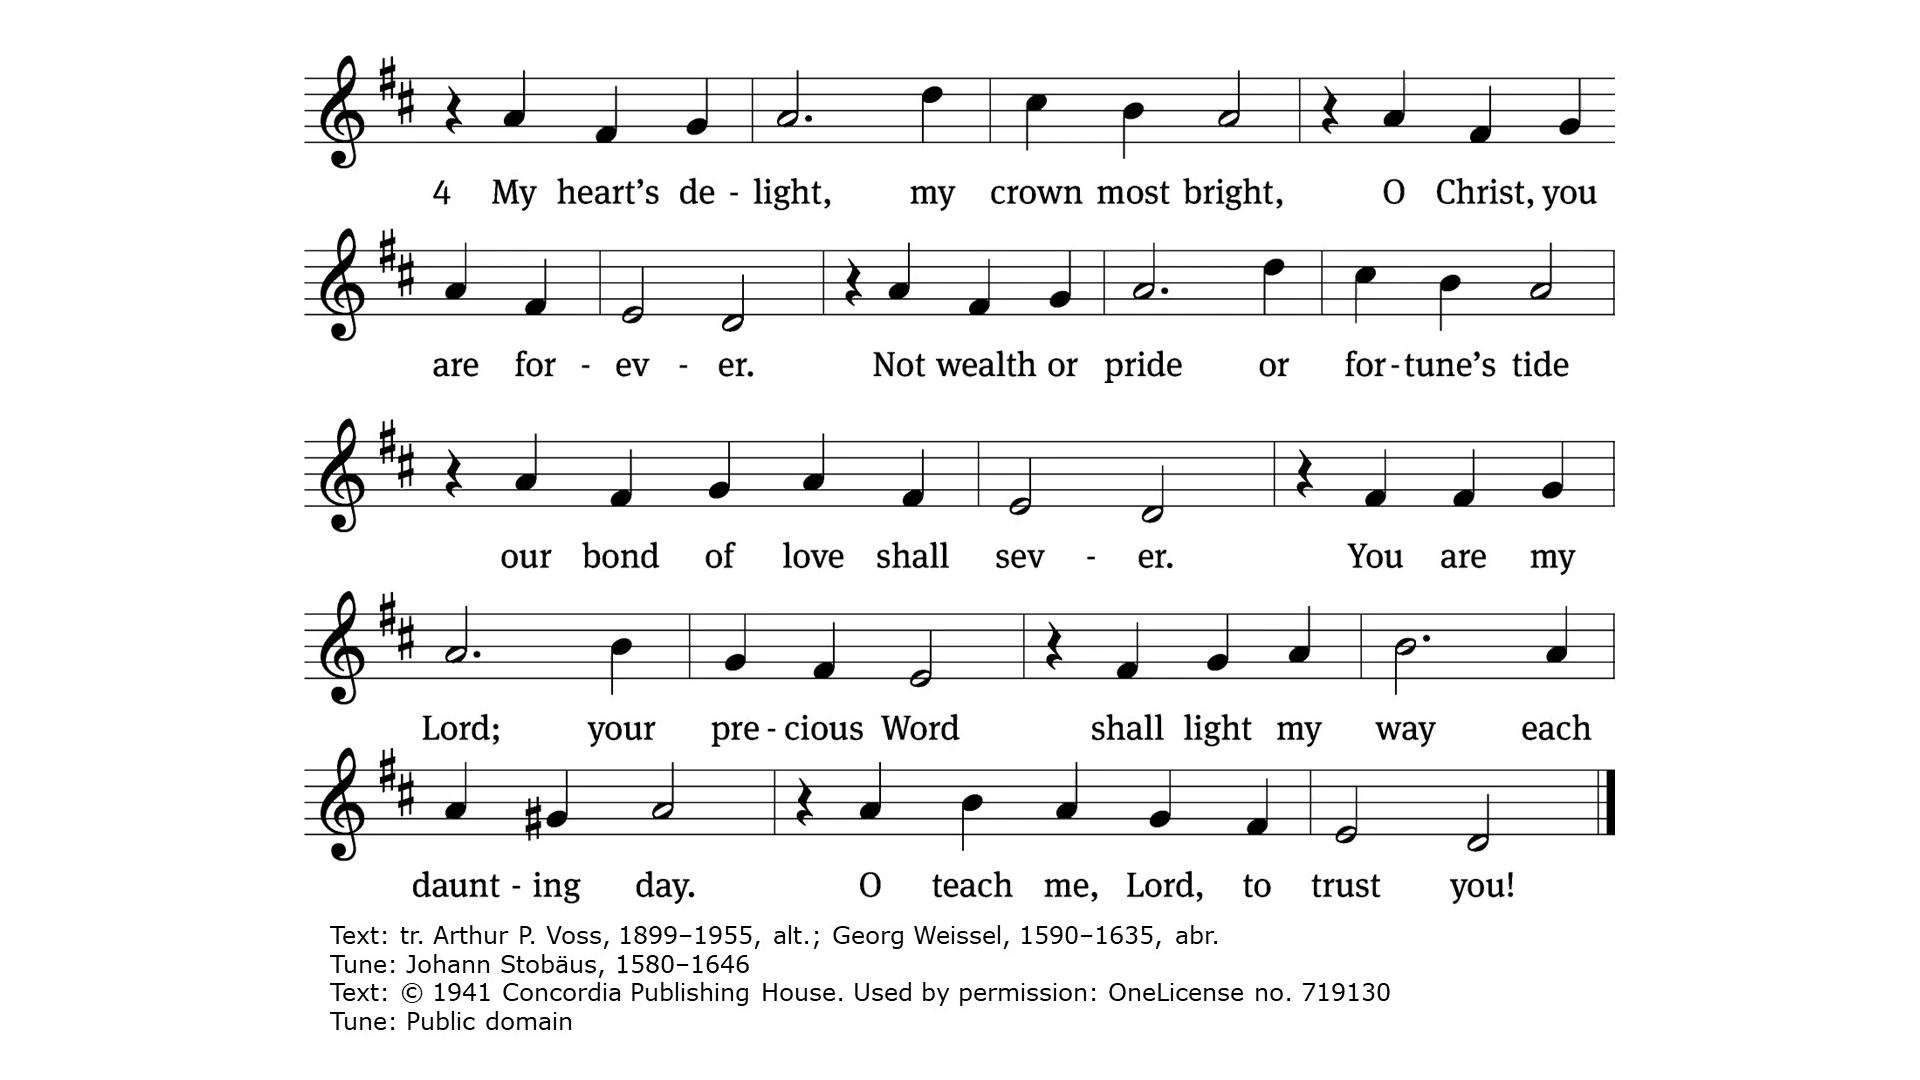 4 My heart’s de - light, my crown most bright, O Christ, you
are for - ev - er. Not wealth or pride or for - tune’s tide
our bond of love shall sev - er. You are my
Lord; your pre - cious Word shall light my way each
daunt - ing day. O teach me, Lord, to trust you!
Text: tr. Arthur P. Voss, 1899–1955, alt.; Georg Weissel, 1590–1635, abr.
Tune: Johann Stobäus, 1580–1646
Text: © 1941 Concordia Publishing House. Used by permission: OneLicense no. 719130
Tune: Public domain